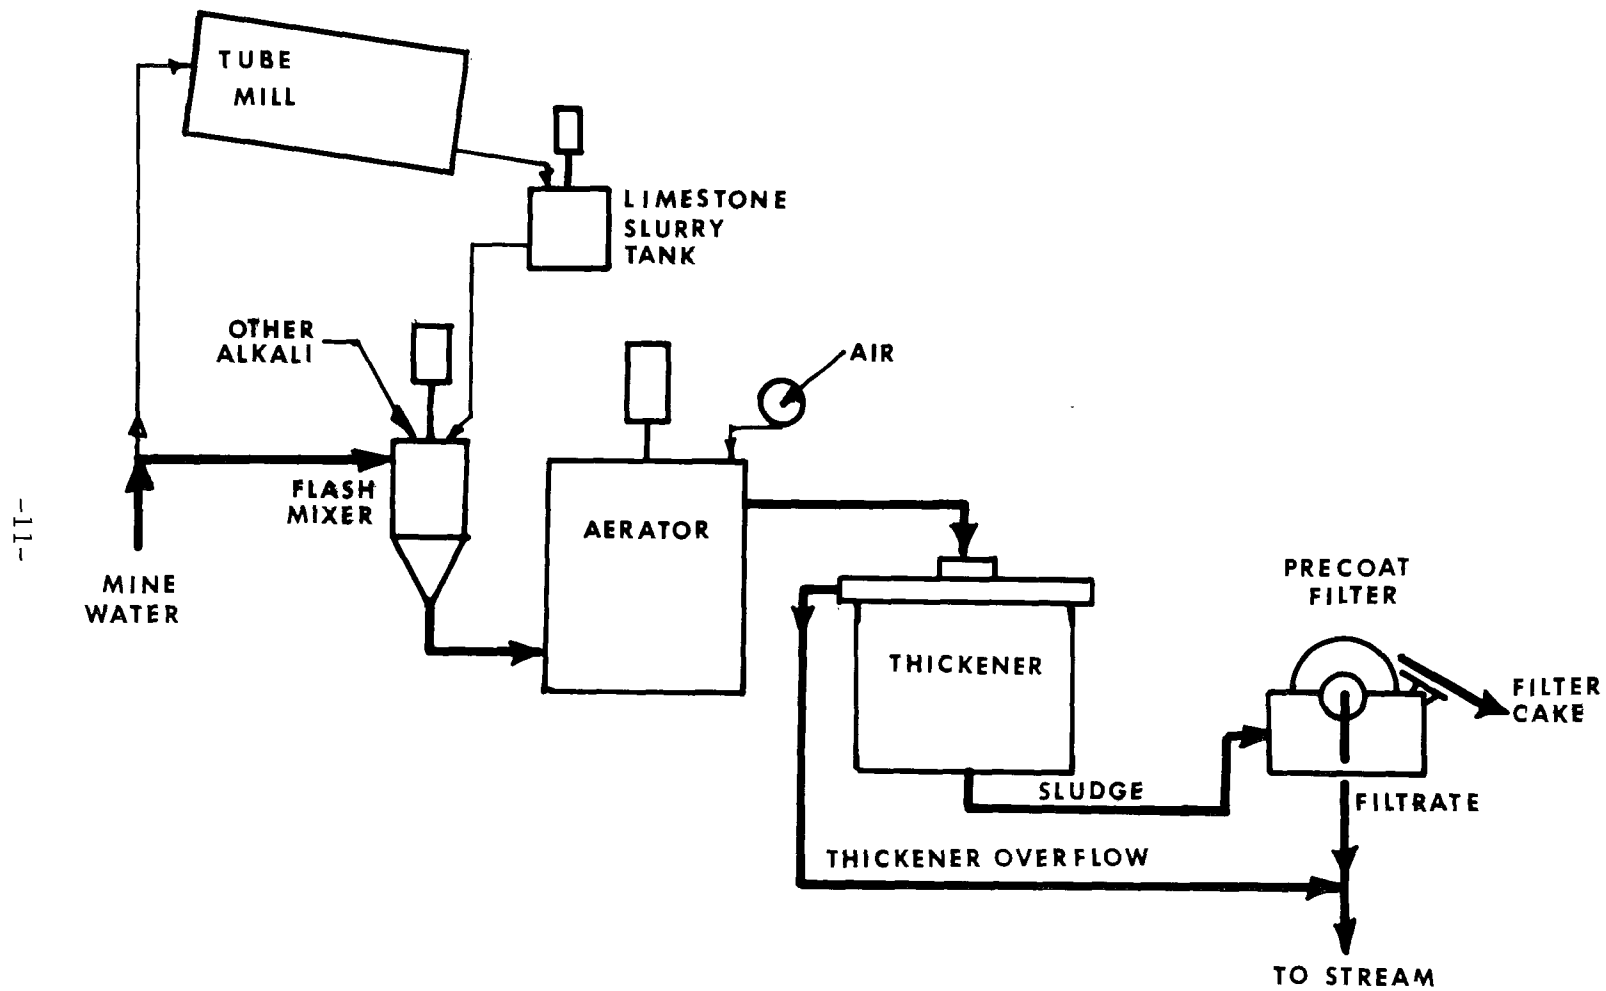 TUBE
MILL
LIMESTONE
SLURRY
TANK
OTHER
ALKALI
AIR
FLASH
MIXER
AERATOR
-11-
MINE
WATER
PRECOAT
FILTER
THICKENER
FILTER
CAKE
SLUDGE
FILTRATE
THICKENER OVERFLOW
TO STREAM